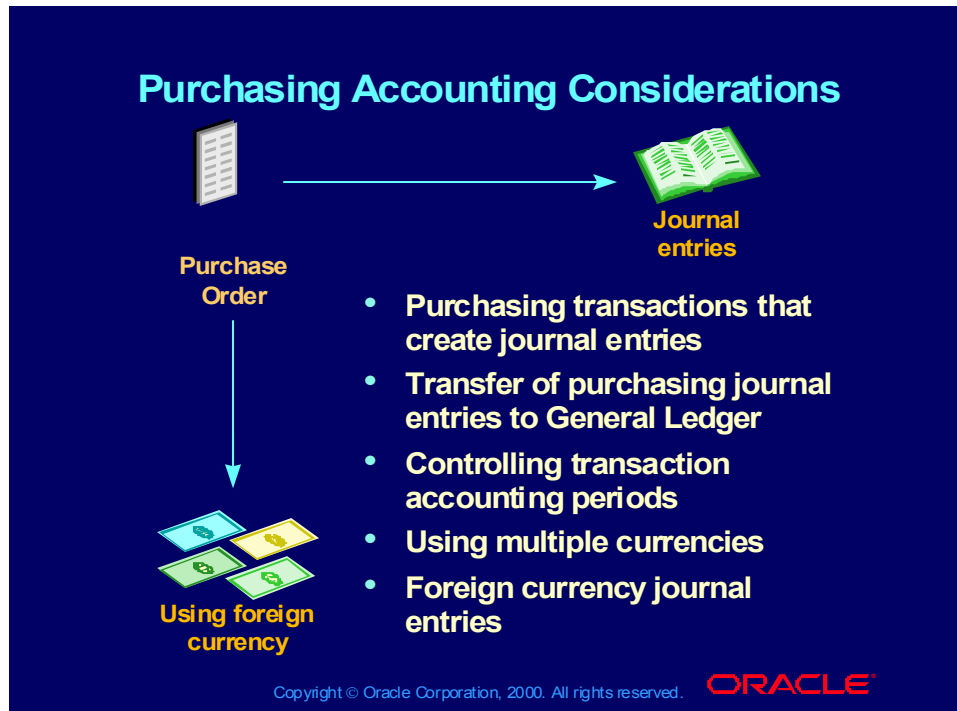 Purchasing Accounting Considerations
Journal
entries
Purchase
Order
• Purchasing transactions that
create journal entries
• Transfer of purchasing journal
entries to General Ledger
• Controlling transaction
accounting periods
• Using multiple currencies
• Foreign currency journal
entries
Using foreign
currency
Copyright © Oracle Corporation, 2000. All rights reserved.
ORACLE®